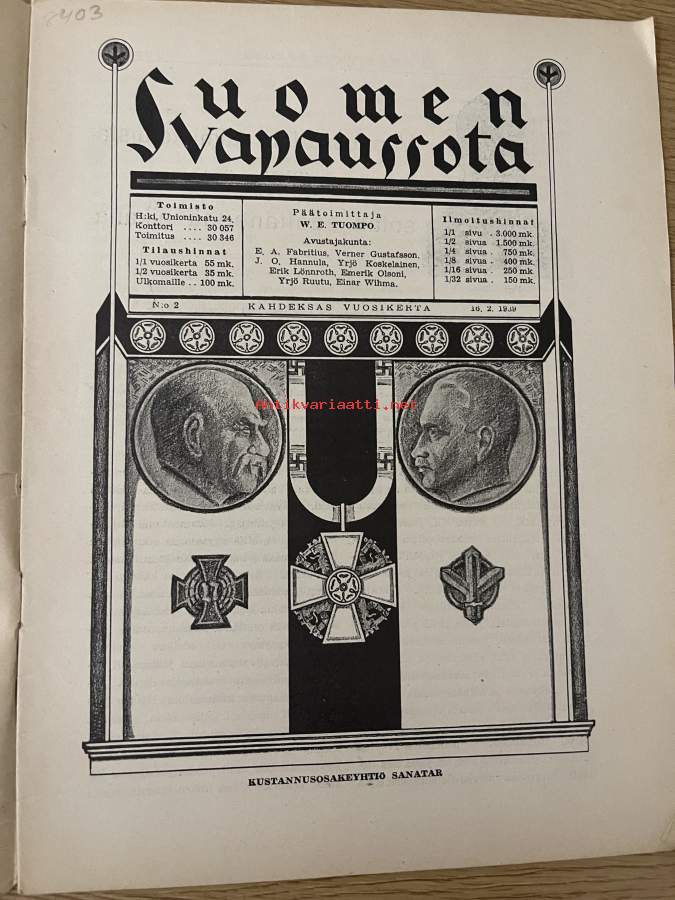 8403
Suomen
Vapaussota
Toimisto
H:ki, Unioninkatu 24.
Konttori .... 30 057
Toimitus .... 30 346
Tilaushinnat
1/1 vuosikerta 55 mk.
1/2 vuosikerta 35 mk.
Ulkomaille .. 100 mk.
Päätoimittaja
W. E. TUOMPO.
Avustajakunta:
E. A. Fabritius, Verner Gustafsson,
J. O, Hannula, Yrjö Koskelainen,
Erik Lönnroth, Emerik Olsoni,
Yrjö Ruutu, Einar Wihma.
Ilmoitushinnat
1/1 sivu . 3.000 mk.
1/2 sivua . 1.500 mk.
1/4 sivua . 750 mk.
1/8 sivua . 400 mk.
1/16 sivua . 250 mk.
1/32 sivua . 150 mk.
N:o 2 KAHDEKSAS VUOSIKERTA 16. 2. 1939
Antikvariaatti.net
KUSTANNUSOSAKEYHTIÖ SANATAR